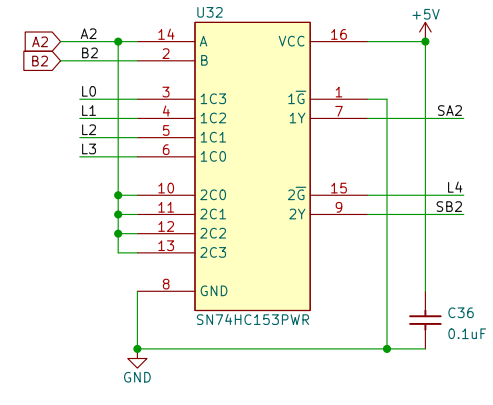 U32
+5V
A2 A2 14 A VCC 16
B2 B2 2 B
L0 3 1C3 1G 1
L1 4 1C2 1Y 7 SA2
L2 5 1C1
L3 6 1C0
10 2C0 2G 15 L4
11 2C1 2Y 9 SB2
12 2C2
13 2C3
8 GND
SN74HC153PWR
C36
0.1uF
GND